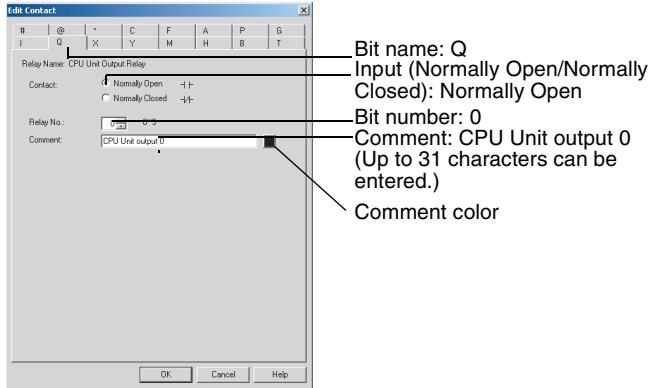 Edit Contact
# @ * C F A P G
I Q X Y M H B T
Relay Name: CPU Unit Output Relay
Contact: Normally Open
Normally Closed
Relay No.: 0
Comment: CPU Unit output 0
OK Cancel Help
Bit name: Q
Input (Normally Open/Normally
Closed): Normally Open
Bit number: 0
Comment: CPU Unit output 0
(Up to 31 characters can be
entered.)
Comment color